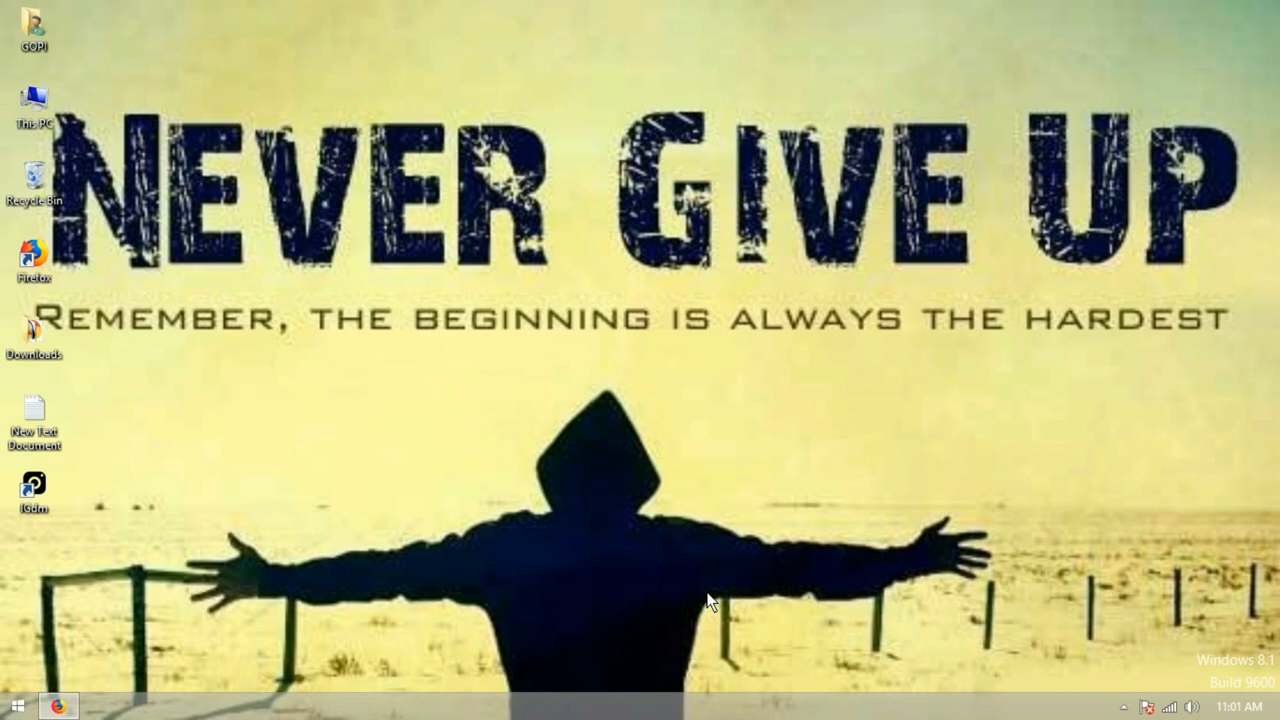 GOPI
This PC
Recycle Bin
Firefox
Downloads
New Text
Document
IGdm
NEVER GIVE UP
REMEMBER, THE BEGINNING IS ALWAYS THE HARDEST
Windows 8.1
Build 9600
11:01 AM